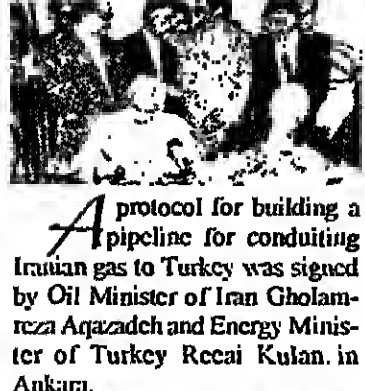 A protocol for building a
pipeline for conduiting
Iranian gas to Turkey was signed
by Oil Minister of Iran Gholam-
reza Aqazadeh and Energy Minis-
ter of Turkey Recai Kutan. in
Ankara.